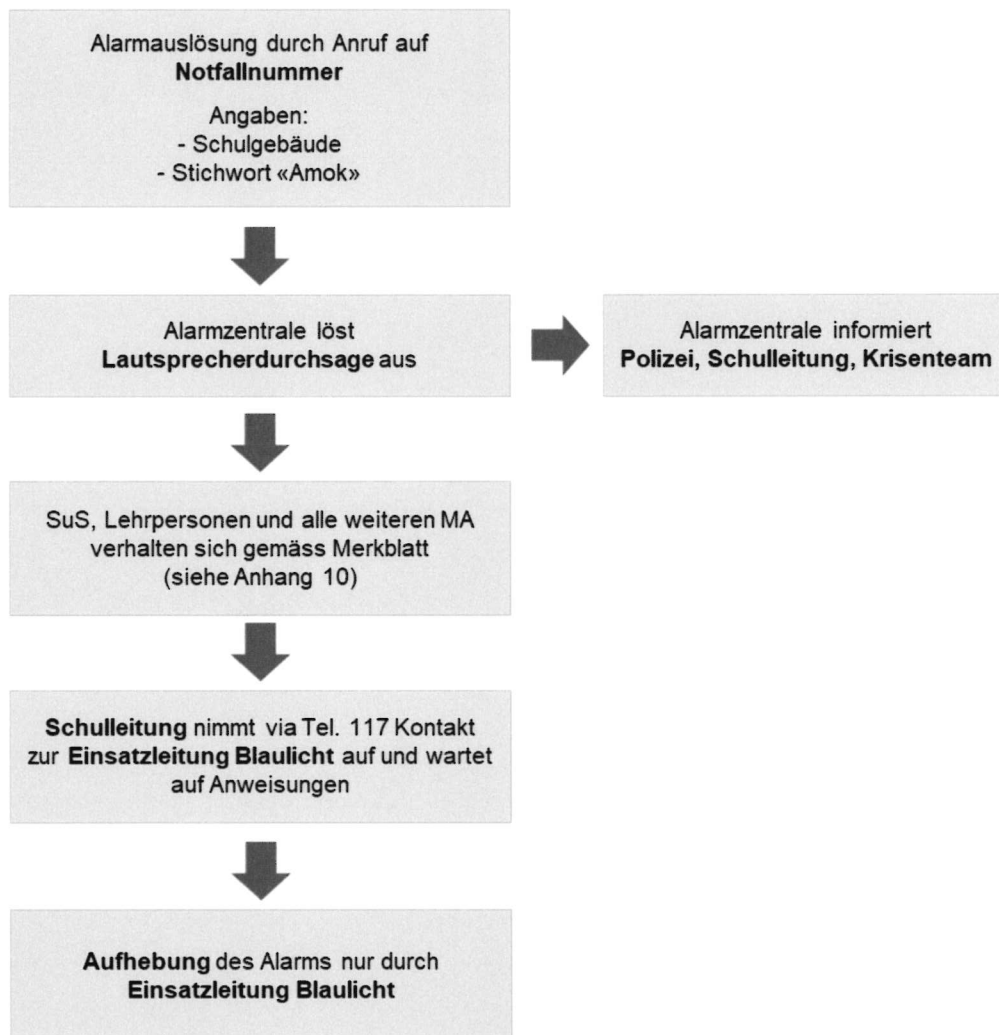 Alarmauslösung durch Anruf auf
Notfallnummer
Angaben:
- Schulgebäude
- Stichwort «Amok»
Alarmzentrale löst
Lautsprecherdurchsage aus
Alarmzentrale informiert
Polizei, Schulleitung, Krisenteam
SuS, Lehrpersonen und alle weiteren MA
verhalten sich gemäss Merkblatt
(siehe Anhang 10)
Schulleitung nimmt via Tel. 117 Kontakt
zur Einsatzleitung Blaulicht auf und wartet
auf Anweisungen
Aufhebung des Alarms nur durch
Einsatzleitung Blaulicht